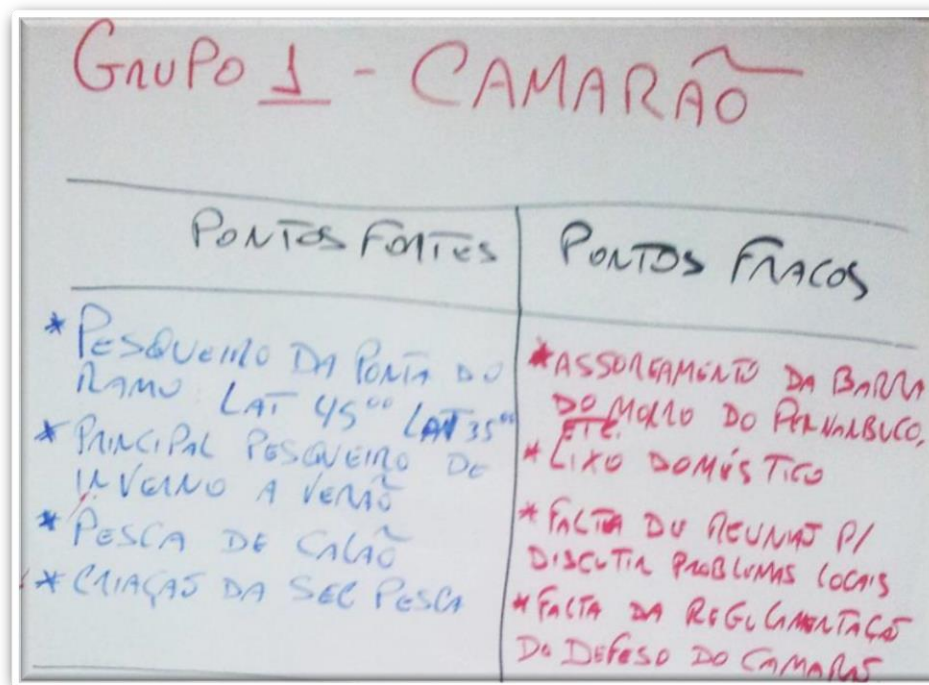 GRUPO 1 - CAMARÃO
PONTOS FORTES
* PESQUEIRO DA PONTA DO
RAMO LAT 45°° LAT 35°°
* PRINCIPAL PESQUEIRO DE
INVERNO A VERÃO
* PESCA DE CALÃO
* CRIAÇÃO DA SEC PESCA
PONTOS FRACOS
* ASSOREAMENTO DA BARRA
DO MORRO DO PERNAMBUCO,
ETC.
* LIXO DOMÉSTICO
* FALTA DE REUNIÃO P/
DISCUTIR PROBLEMAS LOCAIS
* FALTA DA REGULAMENTAÇÃO
DO DEFESO DO CAMARÃO